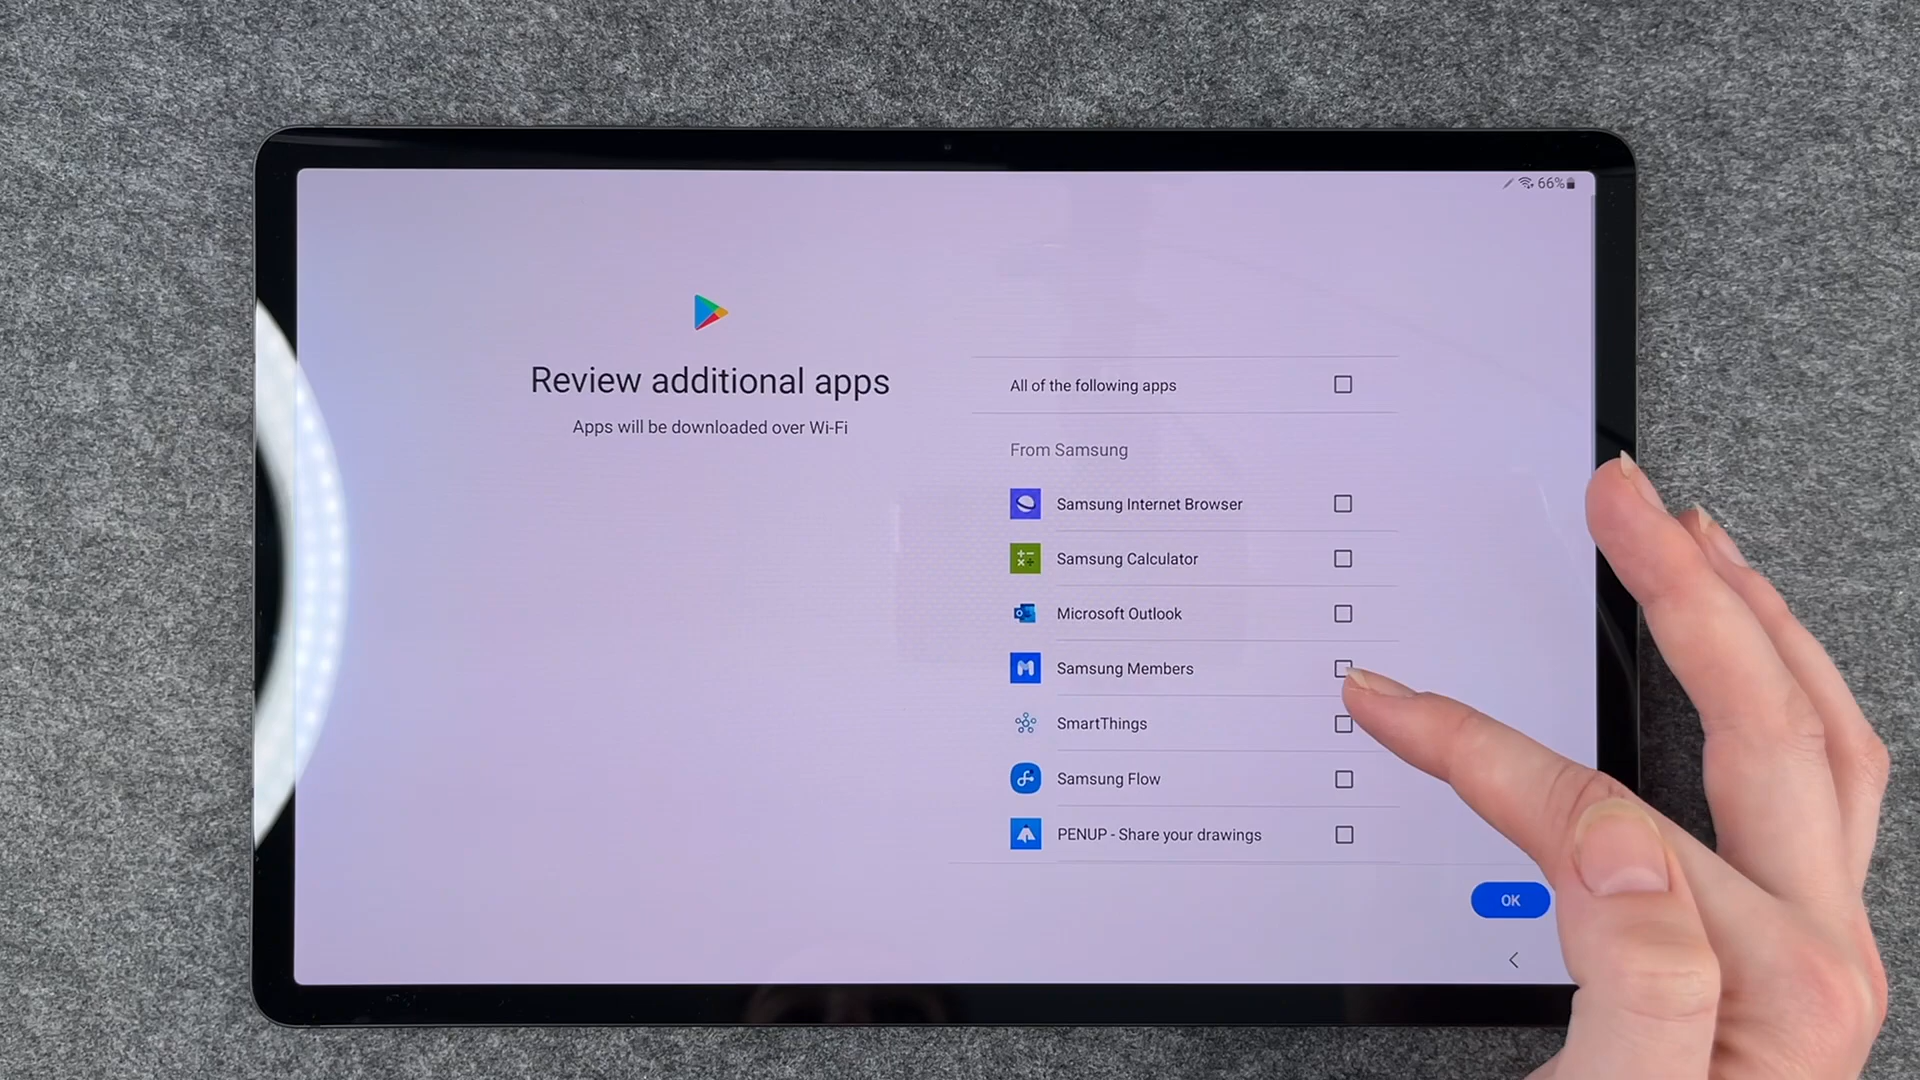 66%
Review additional apps
Apps will be downloaded over Wi-Fi
All of the following apps
From Samsung
Samsung Internet Browser
Samsung Calculator
Microsoft Outlook
Samsung Members
SmartThings
Samsung Flow
PENUP - Share your drawings
OK